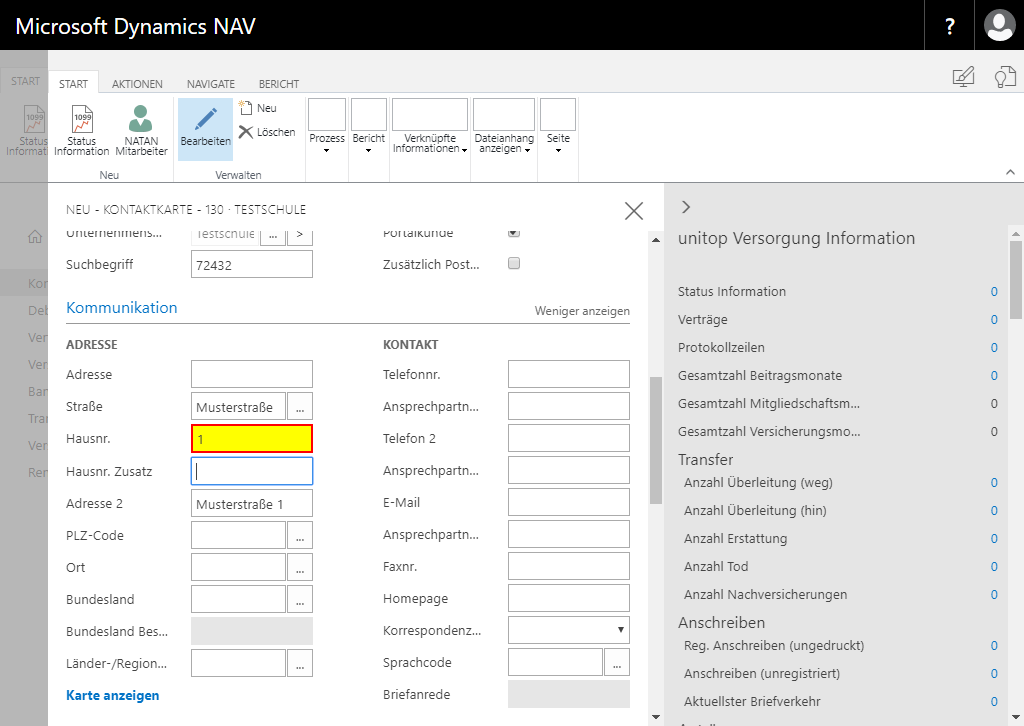 Microsoft Dynamics NAV
?
START
START
AKTIONEN
NAVIGATE
BERICHT
1099
Status
Informat
1099
Status
Information
NATAN
Mitarbeiter
Neu
Bearbeiten
Neu
Löschen
Verwalten
Prozess
Bericht
Verknüpfte
Informationen
Dateianhang
anzeigen
Seite
NEU - KONTAKTKARTE - 130 · TESTSCHULE
Unternehmens...
Testschule
...
>
Portalkunde
Suchbegriff
72432
Zusätzlich Post...
Kommunikation
Weniger anzeigen
ADRESSE
KONTAKT
Adresse
Telefonnr.
Straße
Musterstraße
...
Ansprechpartn...
Hausnr.
1
Telefon 2
Hausnr. Zusatz
Ansprechpartn...
Adresse 2
Musterstraße 1
E-Mail
PLZ-Code
...
Ansprechpartn...
Ort
...
Faxnr.
Bundesland
...
Homepage
Bundesland Bes...
Korrespondenz...
Länder-/Region...
...
Sprachcode
...
Karte anzeigen
Briefanrede
Kon
Deb
Ver
Ver
Ban
Tran
Ver
Ren
unitop Versorgung Information
Status Information 0
Verträge 0
Protokollzeilen 0
Gesamtzahl Beitragsmonate 0
Gesamtzahl Mitgliedschaftsm... 0
Gesamtzahl Versicherungsmo... 0
Transfer
Anzahl Überleitung (weg) 0
Anzahl Überleitung (hin) 0
Anzahl Erstattung 0
Anzahl Tod 0
Anzahl Nachversicherungen 0
Anschreiben
Reg. Anschreiben (ungedruckt) 0
Anschreiben (unregistriert) 0
Aktuellster Briefverkehr 0